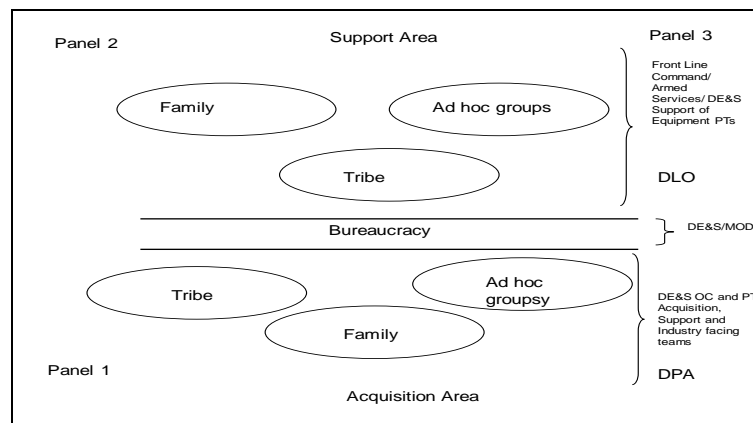 Panel 2
Support Area
Panel 3
Front Line
Command/
Armed
Services/ DE&S
Support of
Equipment PTs
Family
Ad hoc groups
Tribe
DLO
Bureaucracy
DE&S/MOD
Tribe
Ad hoc
groupsy
Family
DE&S OC and PT
Acquisition,
Support and
Industry facing
teams
Panel 1
DPA
Acquisition Area